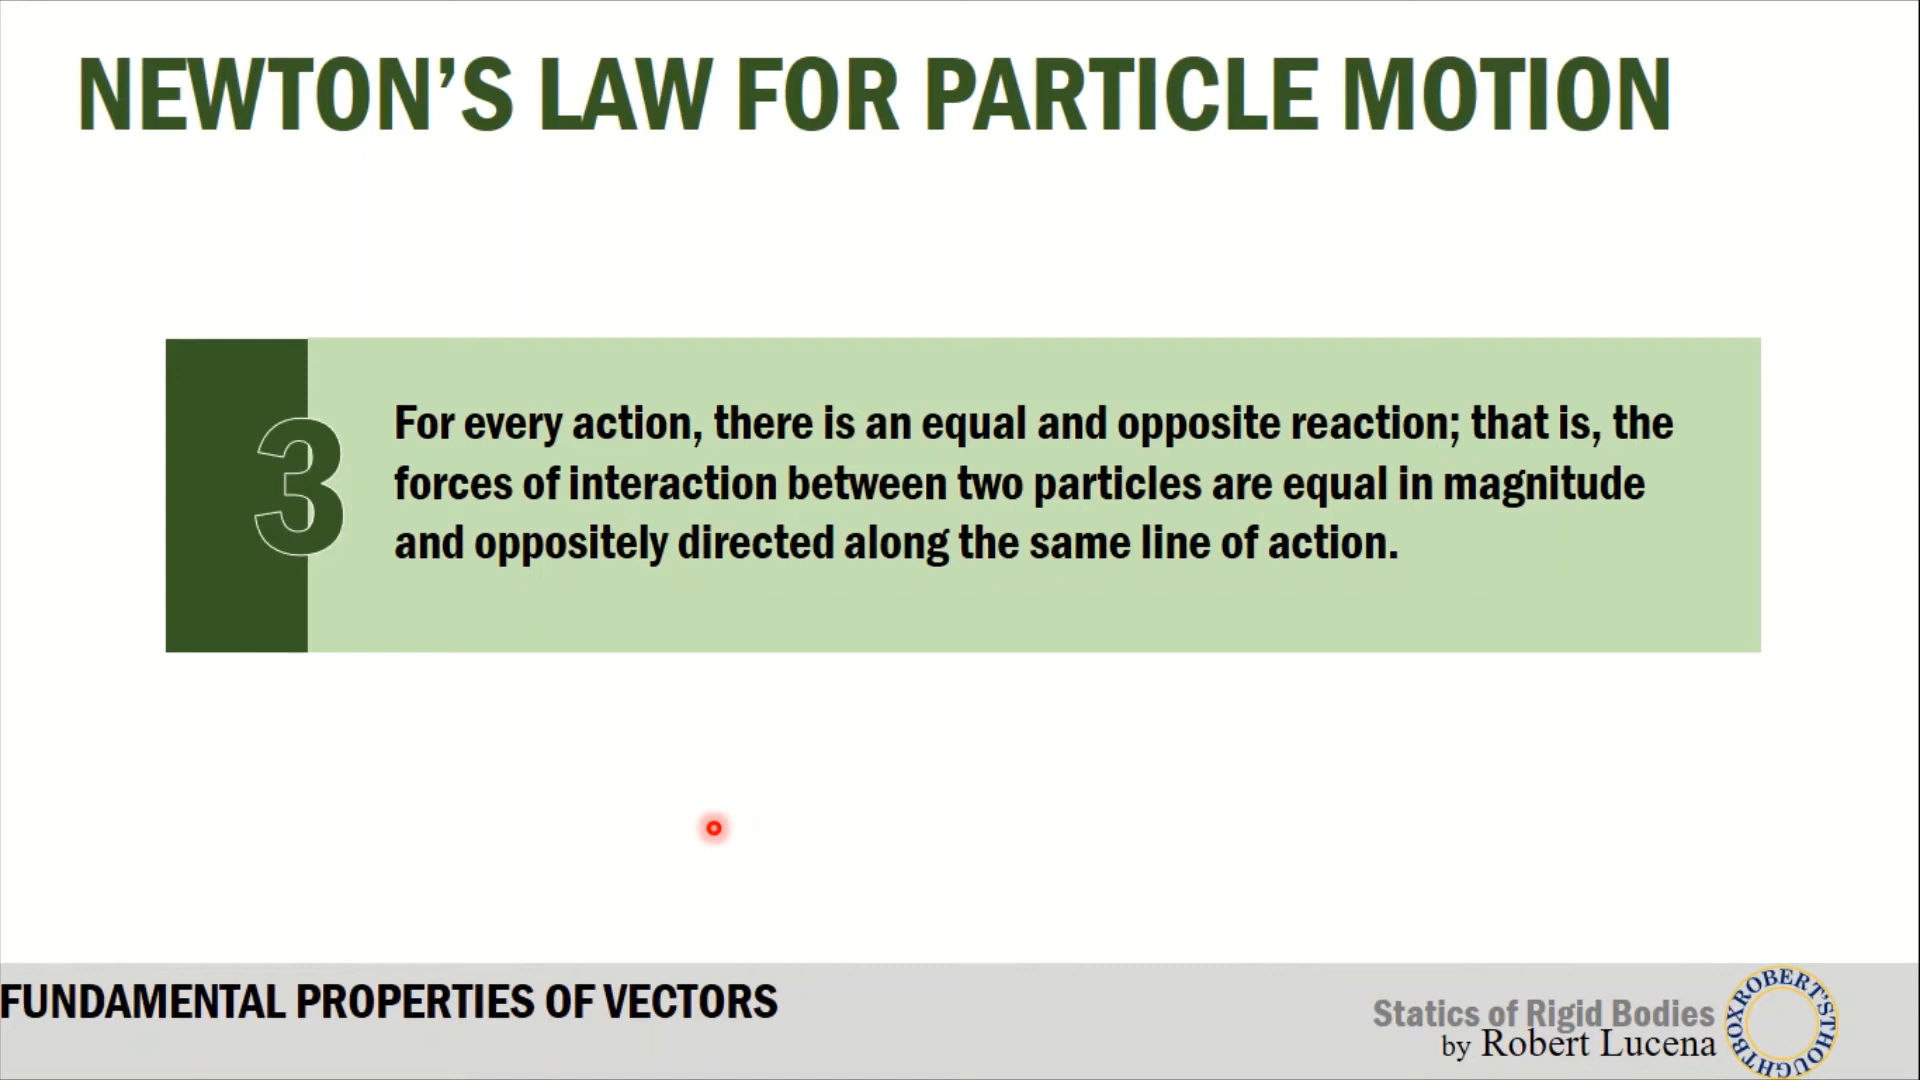 NEWTON’S LAW FOR PARTICLE MOTION
3
For every action, there is an equal and opposite reaction; that is, the
forces of interaction between two particles are equal in magnitude
and oppositely directed along the same line of action.
FUNDAMENTAL PROPERTIES OF VECTORS
Statics of Rigid Bodies
by Robert Lucena
ROBERT'S THOUGHTBOX